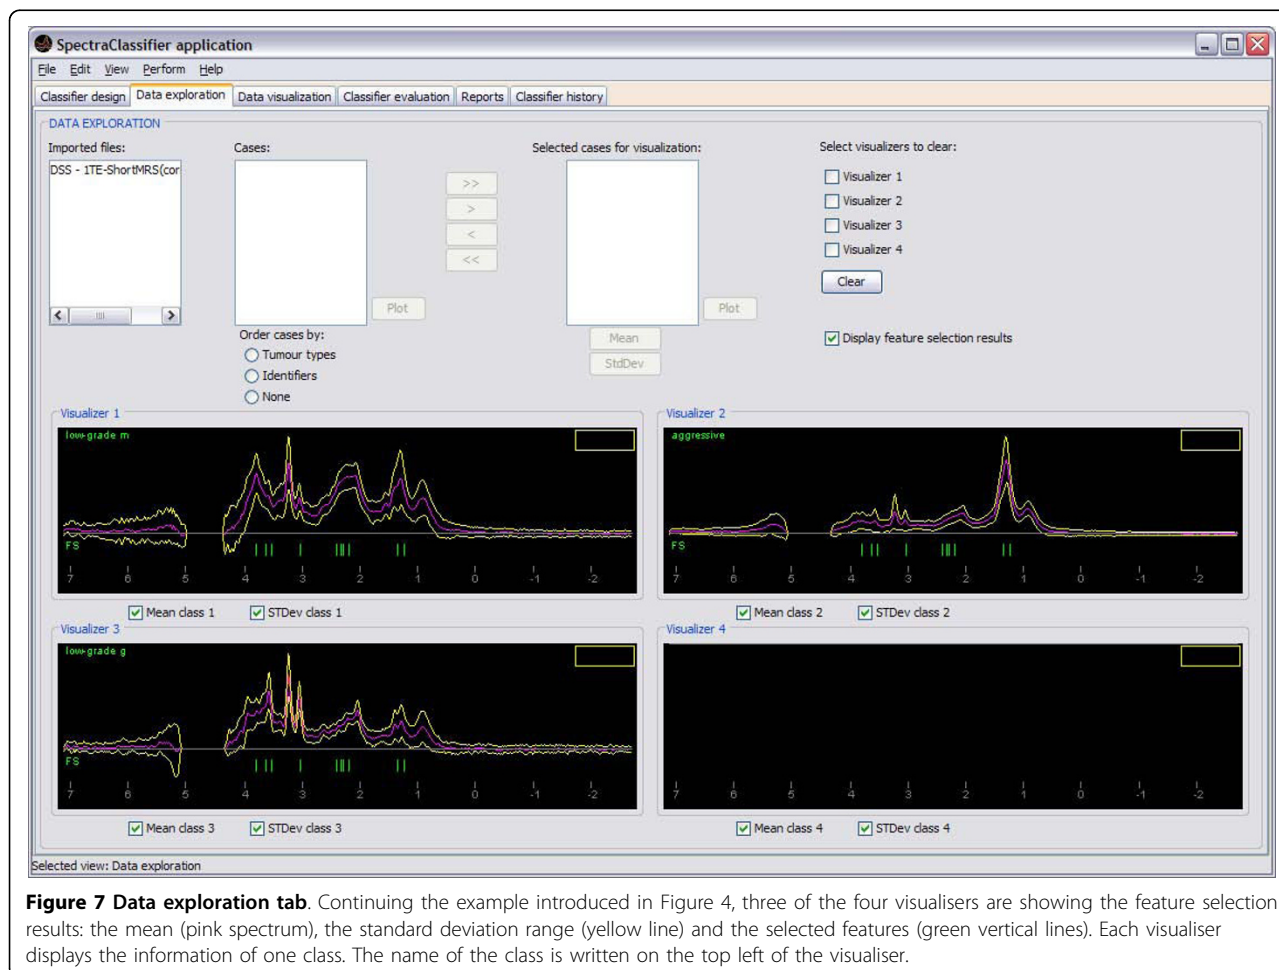 SpectraClassifier application
File Edit View Perform Help
Classifier design Data exploration Data visualization Classifier evaluation Reports Classifier history
DATA EXPLORATION
Imported files: Cases: Selected cases for visualization: Select visualizers to clear:
DSS - 1TE-ShortMRS(cor
Visualizer 1
>>
Visualizer 2
>
Visualizer 3
<
Visualizer 4
<<
Clear
Plot Plot
Order cases by: Mean Display feature selection results
Tumour types
StdDev
Identifiers
None
Visualizer 1 Visualizer 2
low-grade m aggressive
FS FS
7 6 5 4 3 2 1 0 -1 -2 7 6 5 4 3 2 1 0 -1 -2
Mean class 1 STDev class 1 Mean class 2 STDev class 2
Visualizer 3 Visualizer 4
low-grade g
FS
7 6 5 4 3 2 1 0 -1 -2 7 6 5 4 3 2 1 0 -1 -2
Mean class 3 STDev class 3 Mean class 4 STDev class 4
Selected view: Data exploration
Figure 7 Data exploration tab. Continuing the example introduced in Figure 4, three of the four visualisers are showing the feature selection
results: the mean (pink spectrum), the standard deviation range (yellow line) and the selected features (green vertical lines). Each visualiser
displays the information of one class. The name of the class is written on the top left of the visualiser.